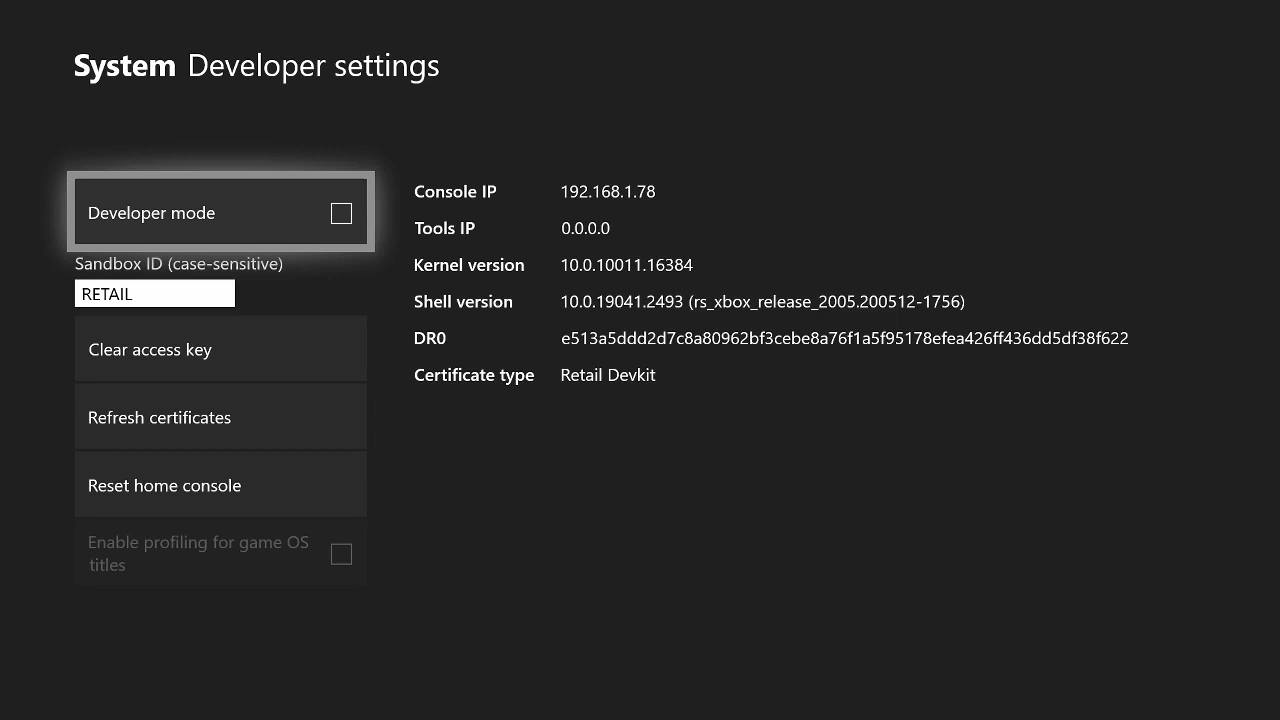 System Developer settings
Developer mode
Sandbox ID (case-sensitive)
RETAIL
Clear access key
Refresh certificates
Reset home console
Enable profiling for game OS
titles
Console IP 192.168.1.78
Tools IP 0.0.0.0
Kernel version 10.0.10011.16384
Shell version 10.0.19041.2493 (rs_xbox_release_2005.200512-1756)
DR0 e513a5ddd2d7c8a80962bf3cebe8a76f1a5f95178efea426ff436dd5df38f622
Certificate type Retail Devkit